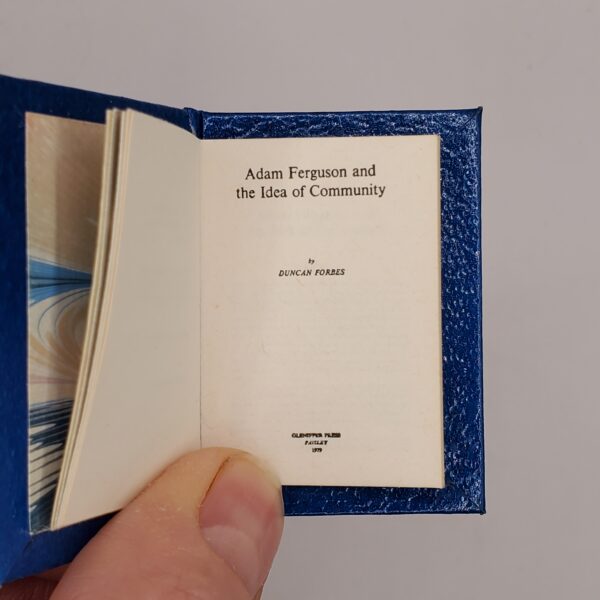 Adam Ferguson and
the Idea of Community
by
DUNCAN FORBES
GLENIFFER PRESS
PAISLEY
1979